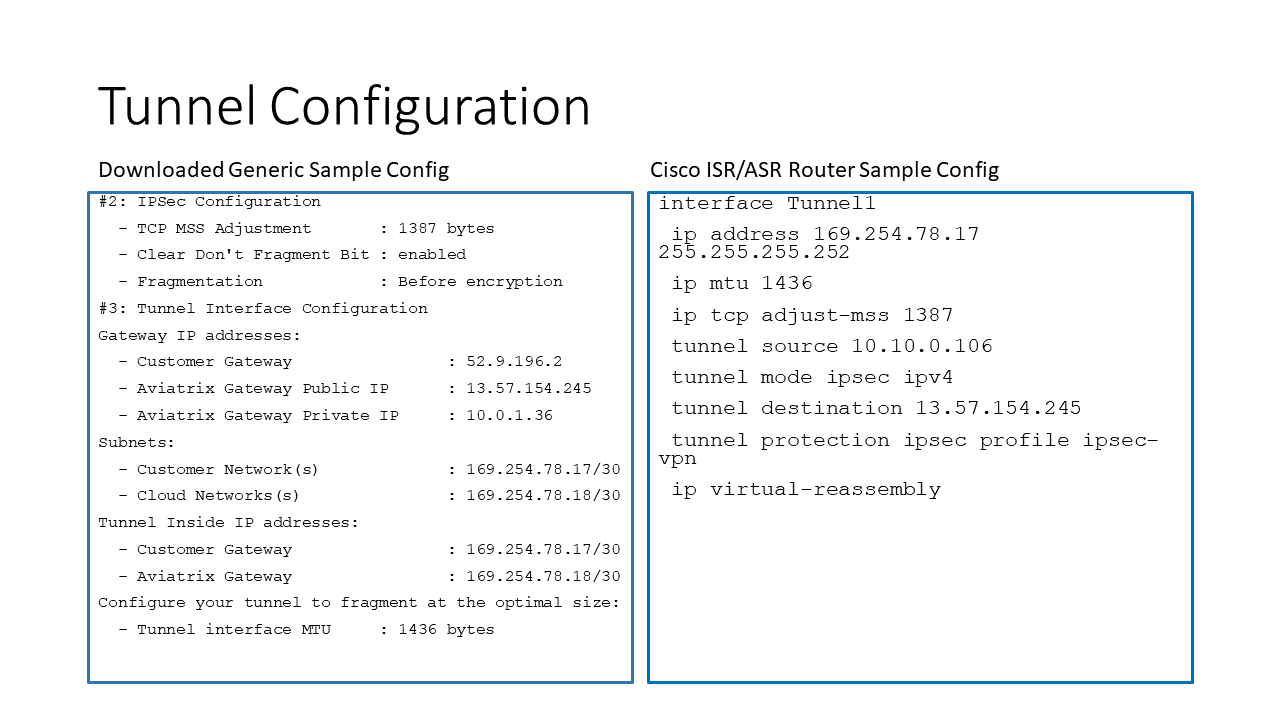 Tunnel Configuration
Downloaded Generic Sample Config
#2: IPSec Configuration
- TCP MSS Adjustment : 1387 bytes
- Clear Don't Fragment Bit : enabled
- Fragmentation : Before encryption
#3: Tunnel Interface Configuration
Gateway IP addresses:
- Customer Gateway : 52.9.196.2
- Aviatrix Gateway Public IP : 13.57.154.245
- Aviatrix Gateway Private IP : 10.0.1.36
Subnets:
- Customer Network(s) : 169.254.78.17/30
- Cloud Networks(s) : 169.254.78.18/30
Tunnel Inside IP addresses:
- Customer Gateway : 169.254.78.17/30
- Aviatrix Gateway : 169.254.78.18/30
Configure your tunnel to fragment at the optimal size:
- Tunnel interface MTU : 1436 bytes
Cisco ISR/ASR Router Sample Config
interface Tunnel1
ip address 169.254.78.17
255.255.255.252
ip mtu 1436
ip tcp adjust-mss 1387
tunnel source 10.10.0.106
tunnel mode ipsec ipv4
tunnel destination 13.57.154.245
tunnel protection ipsec profile ipsec-
vpn
ip virtual-reassembly